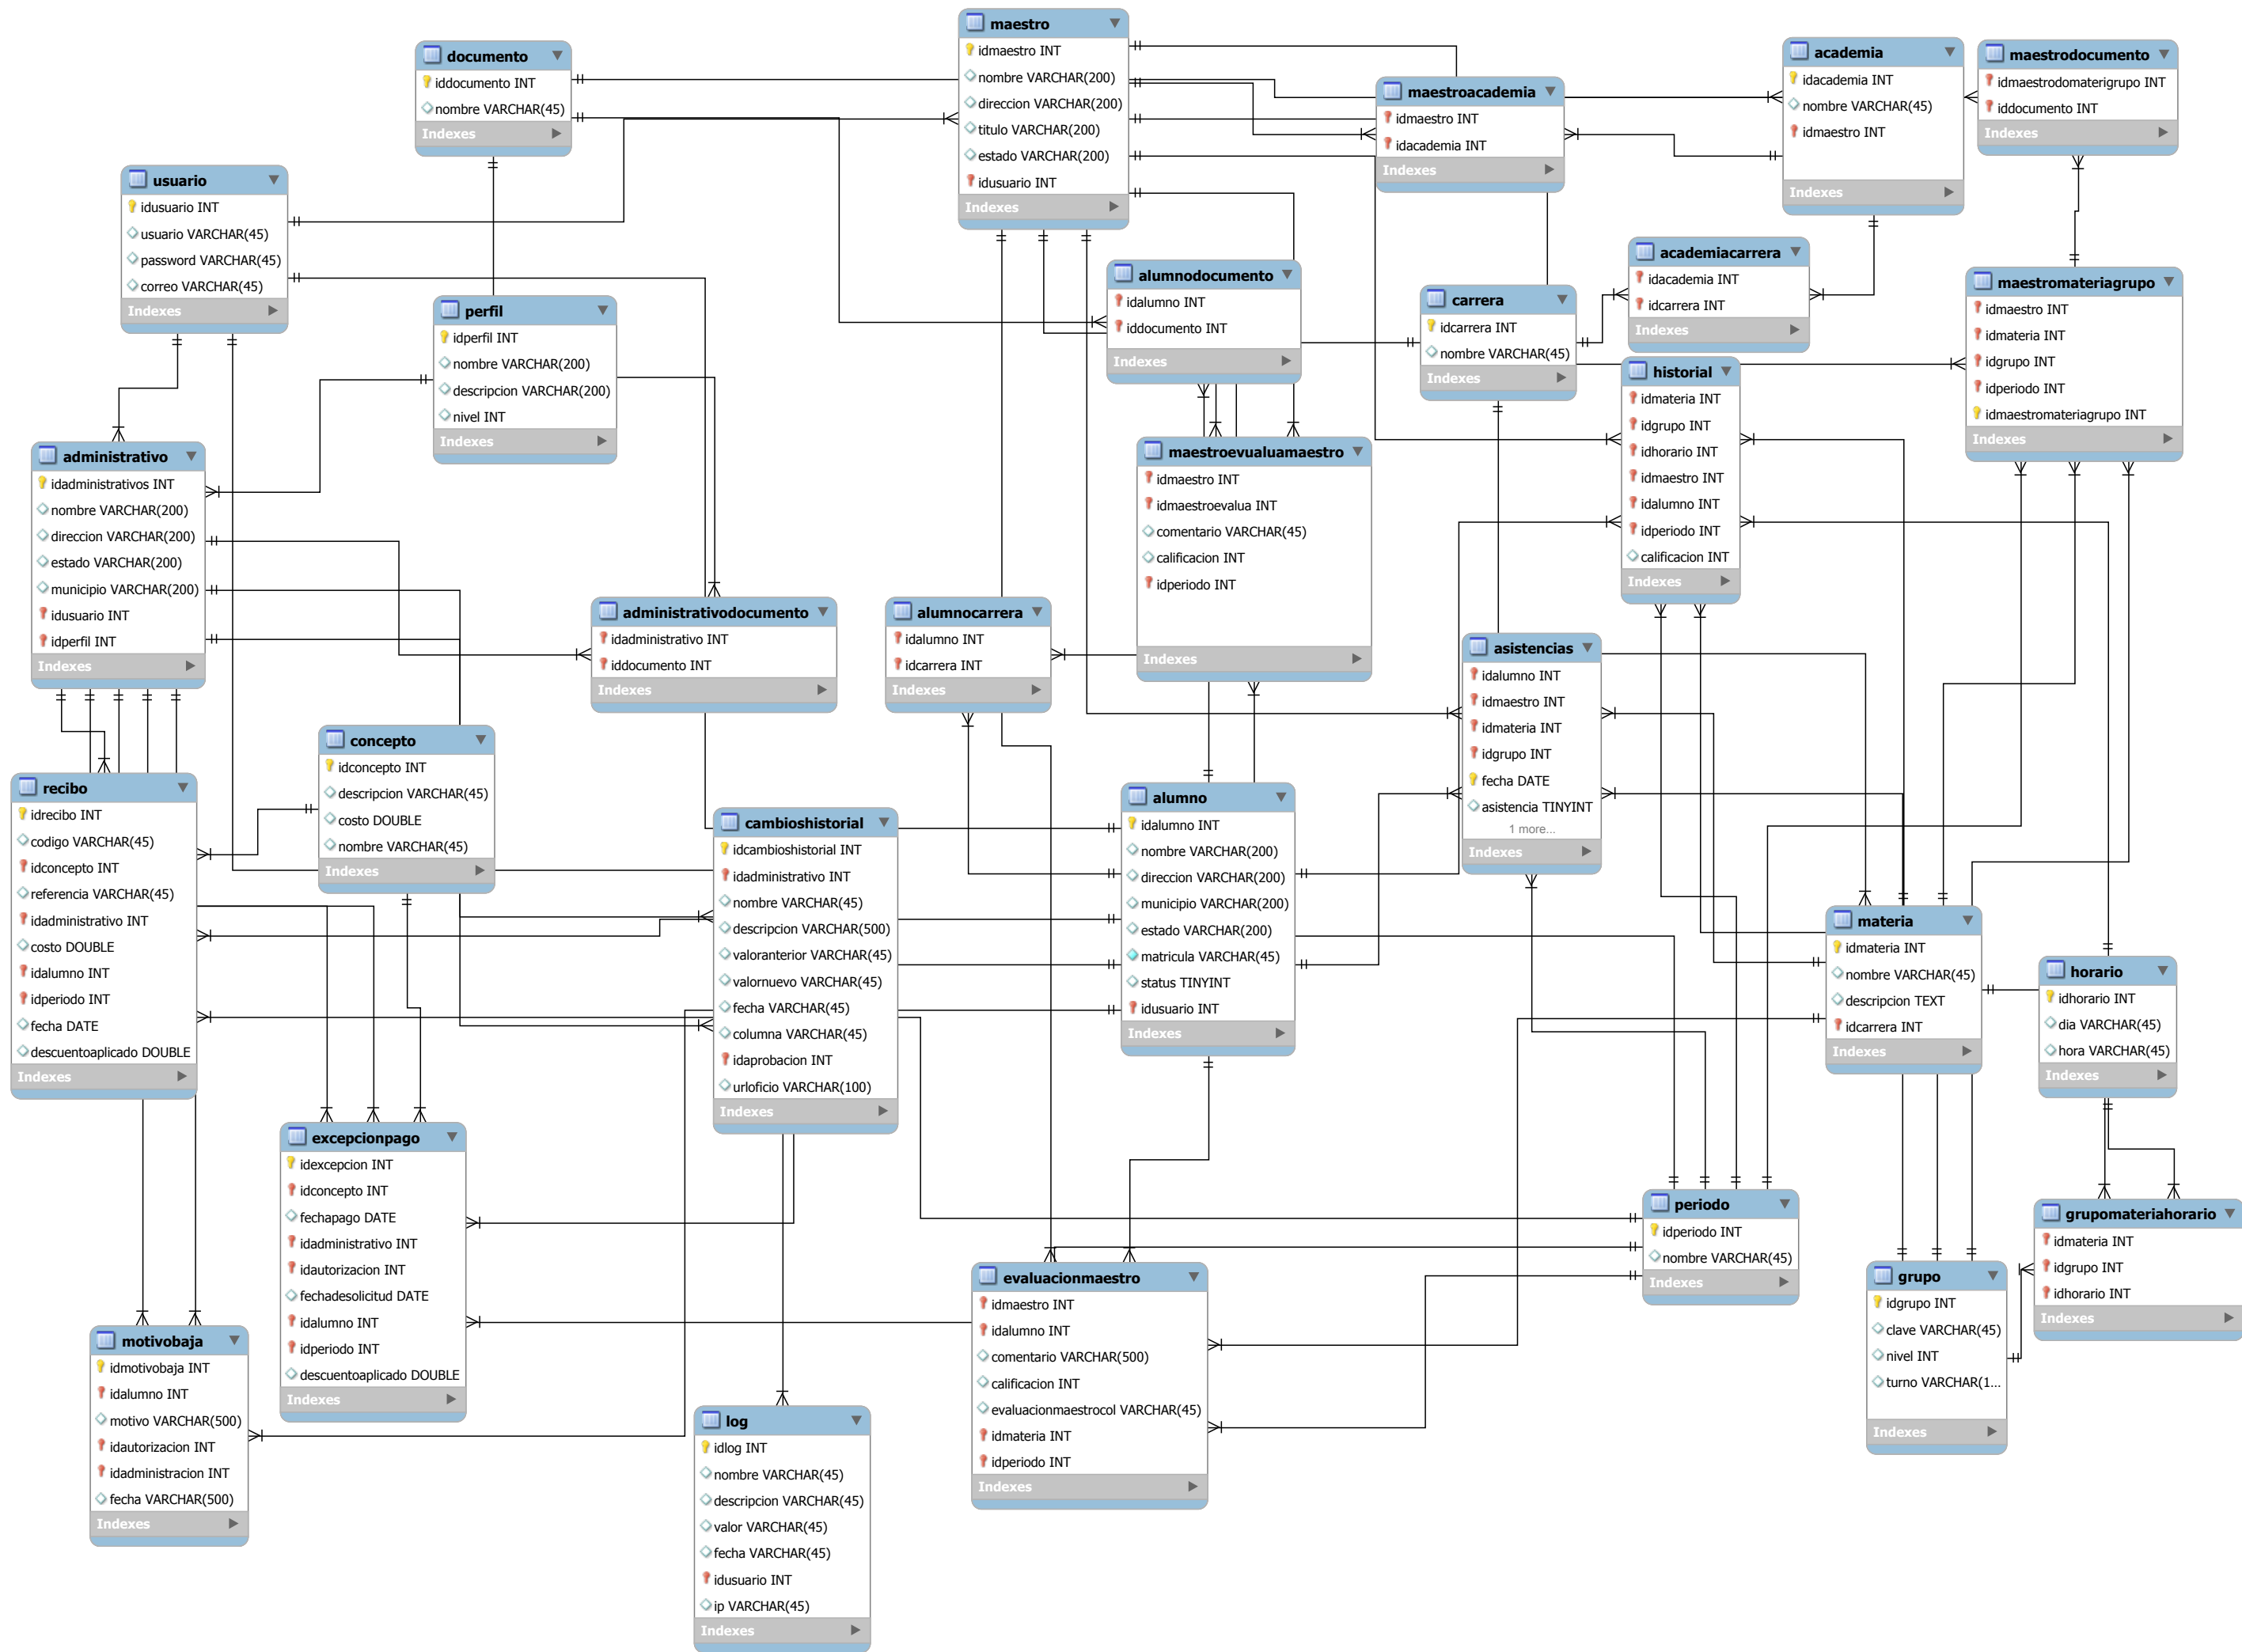 maestro
idmaestro INT
nombre VARCHAR(200)
direccion VARCHAR(200)
titulo VARCHAR(200)
estado VARCHAR(200)
idusuario INT
Indexes
documento
iddocumento INT
nombre VARCHAR(45)
Indexes
academia
idacademia INT
nombre VARCHAR(45)
idmaestro INT
Indexes
maestrodocumento
idmaestrodomaterigrupo INT
iddocumento INT
Indexes
maestroacademia
idmaestro INT
idacademia INT
Indexes
usuario
idusuario INT
usuario VARCHAR(45)
password VARCHAR(45)
correo VARCHAR(45)
Indexes
academiacarrera
idacademia INT
idcarrera INT
Indexes
alumnodocumento
idalumno INT
iddocumento INT
Indexes
maestromateriagrupo
idmaestro INT
idmateria INT
idgrupo INT
idperiodo INT
idmaestromateriagrupo INT
Indexes
carrera
idcarrera INT
nombre VARCHAR(45)
Indexes
perfil
idperfil INT
nombre VARCHAR(200)
descripcion VARCHAR(200)
nivel INT
Indexes
historial
idmateria INT
idgrupo INT
idhorario INT
idmaestro INT
idalumno INT
idperiodo INT
calificacion INT
Indexes
administrativo
idadministrativos INT
nombre VARCHAR(200)
direccion VARCHAR(200)
estado VARCHAR(200)
municipio VARCHAR(200)
idusuario INT
idperfil INT
Indexes
maestroevualuamaestro
idmaestro INT
idmaestroevalua INT
comentario VARCHAR(45)
calificacion INT
idperiodo INT
Indexes
administrativodocumento
idadministrativo INT
iddocumento INT
Indexes
alumnocarrera
idalumno INT
idcarrera INT
Indexes
asistencias
idalumno INT
idmaestro INT
idmateria INT
idgrupo INT
fecha DATE
asistencia TINYINT
1 more...
Indexes
concepto
idconcepto INT
descripcion VARCHAR(45)
costo DOUBLE
nombre VARCHAR(45)
Indexes
recibo
idrecibo INT
codigo VARCHAR(45)
idconcepto INT
referencia VARCHAR(45)
idadministrativo INT
costo DOUBLE
idalumno INT
idperiodo INT
fecha DATE
descuentoaplicado DOUBLE
Indexes
alumno
idalumno INT
nombre VARCHAR(200)
direccion VARCHAR(200)
municipio VARCHAR(200)
estado VARCHAR(200)
matricula VARCHAR(45)
status TINYINT
idusuario INT
Indexes
cambioshistorial
idcambioshistorial INT
idadministrativo INT
nombre VARCHAR(45)
descripcion VARCHAR(500)
valoranterior VARCHAR(45)
valornuevo VARCHAR(45)
fecha VARCHAR(45)
columna VARCHAR(45)
idaprobacion INT
urloficio VARCHAR(100)
Indexes
materia
idmateria INT
nombre VARCHAR(45)
descripcion TEXT
idcarrera INT
Indexes
horario
idhorario INT
dia VARCHAR(45)
hora VARCHAR(45)
Indexes
excepcionpago
idexcepcion INT
idconcepto INT
fechapago DATE
idadministrativo INT
idautorizacion INT
fechadesolicitud DATE
idalumno INT
idperiodo INT
descuentoaplicado DOUBLE
Indexes
periodo
idperiodo INT
nombre VARCHAR(45)
Indexes
grupomateriahorario
idmateria INT
idgrupo INT
idhorario INT
Indexes
evaluacionmaestro
idmaestro INT
idalumno INT
comentario VARCHAR(500)
calificacion INT
evaluacionmaestrocol VARCHAR(45)
idmateria INT
idperiodo INT
Indexes
grupo
idgrupo INT
clave VARCHAR(45)
nivel INT
turno VARCHAR(1...
Indexes
motivobaja
idmotivobaja INT
idalumno INT
motivo VARCHAR(500)
idautorizacion INT
idadministracion INT
fecha VARCHAR(500)
Indexes
log
idlog INT
nombre VARCHAR(45)
descripcion VARCHAR(45)
valor VARCHAR(45)
fecha VARCHAR(45)
idusuario INT
ip VARCHAR(45)
Indexes